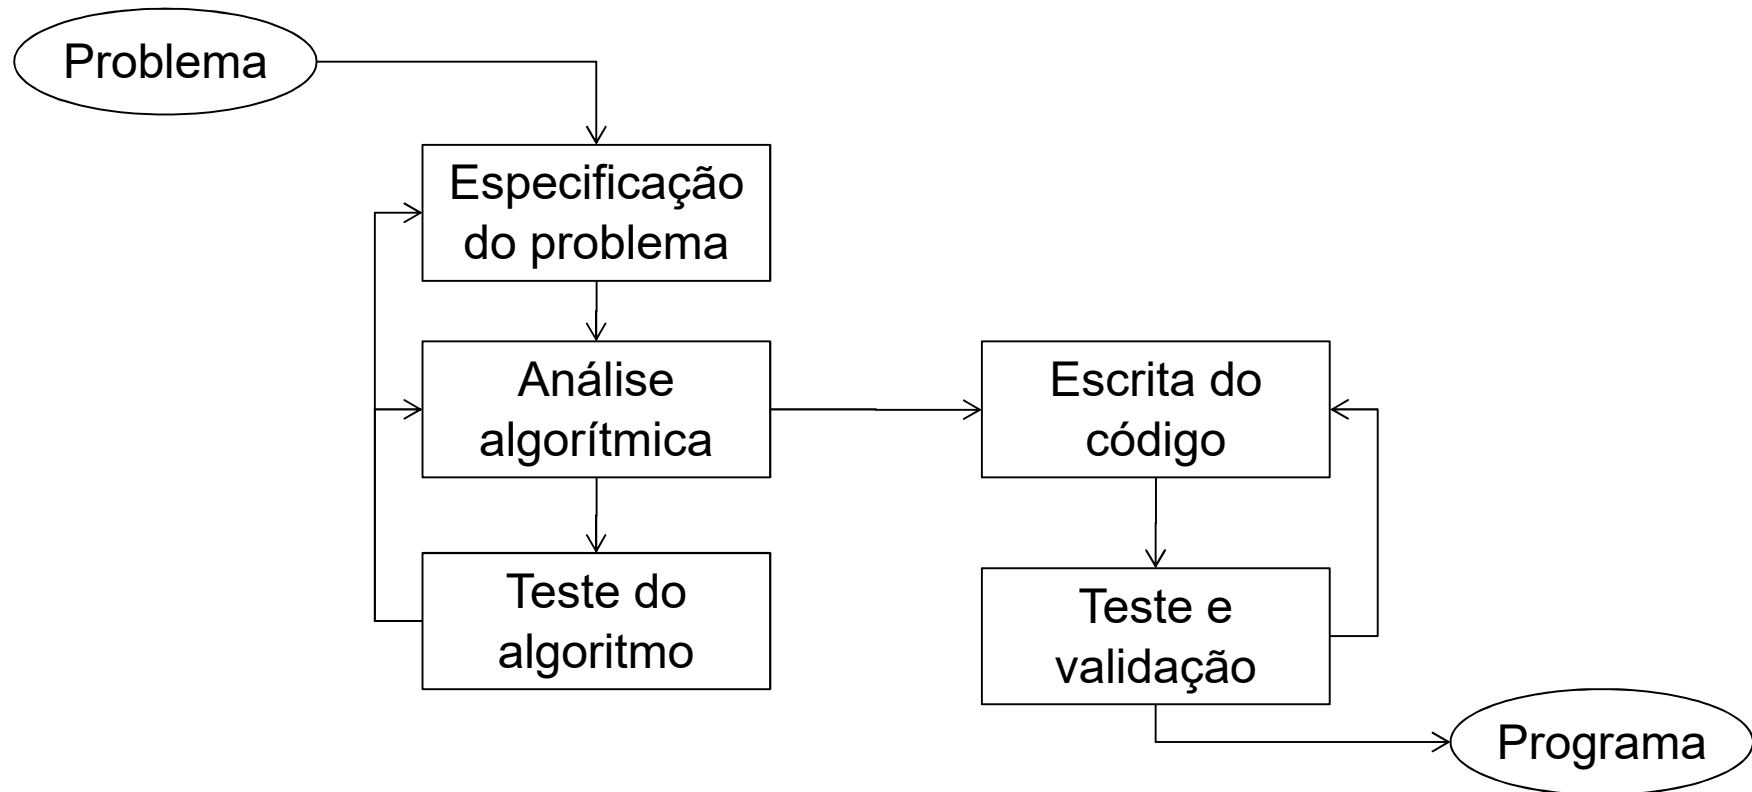 Problema
Especificação
do problema
Análise
algorítmica
Escrita do
código
Teste do
algoritmo
Teste e
validação
Programa